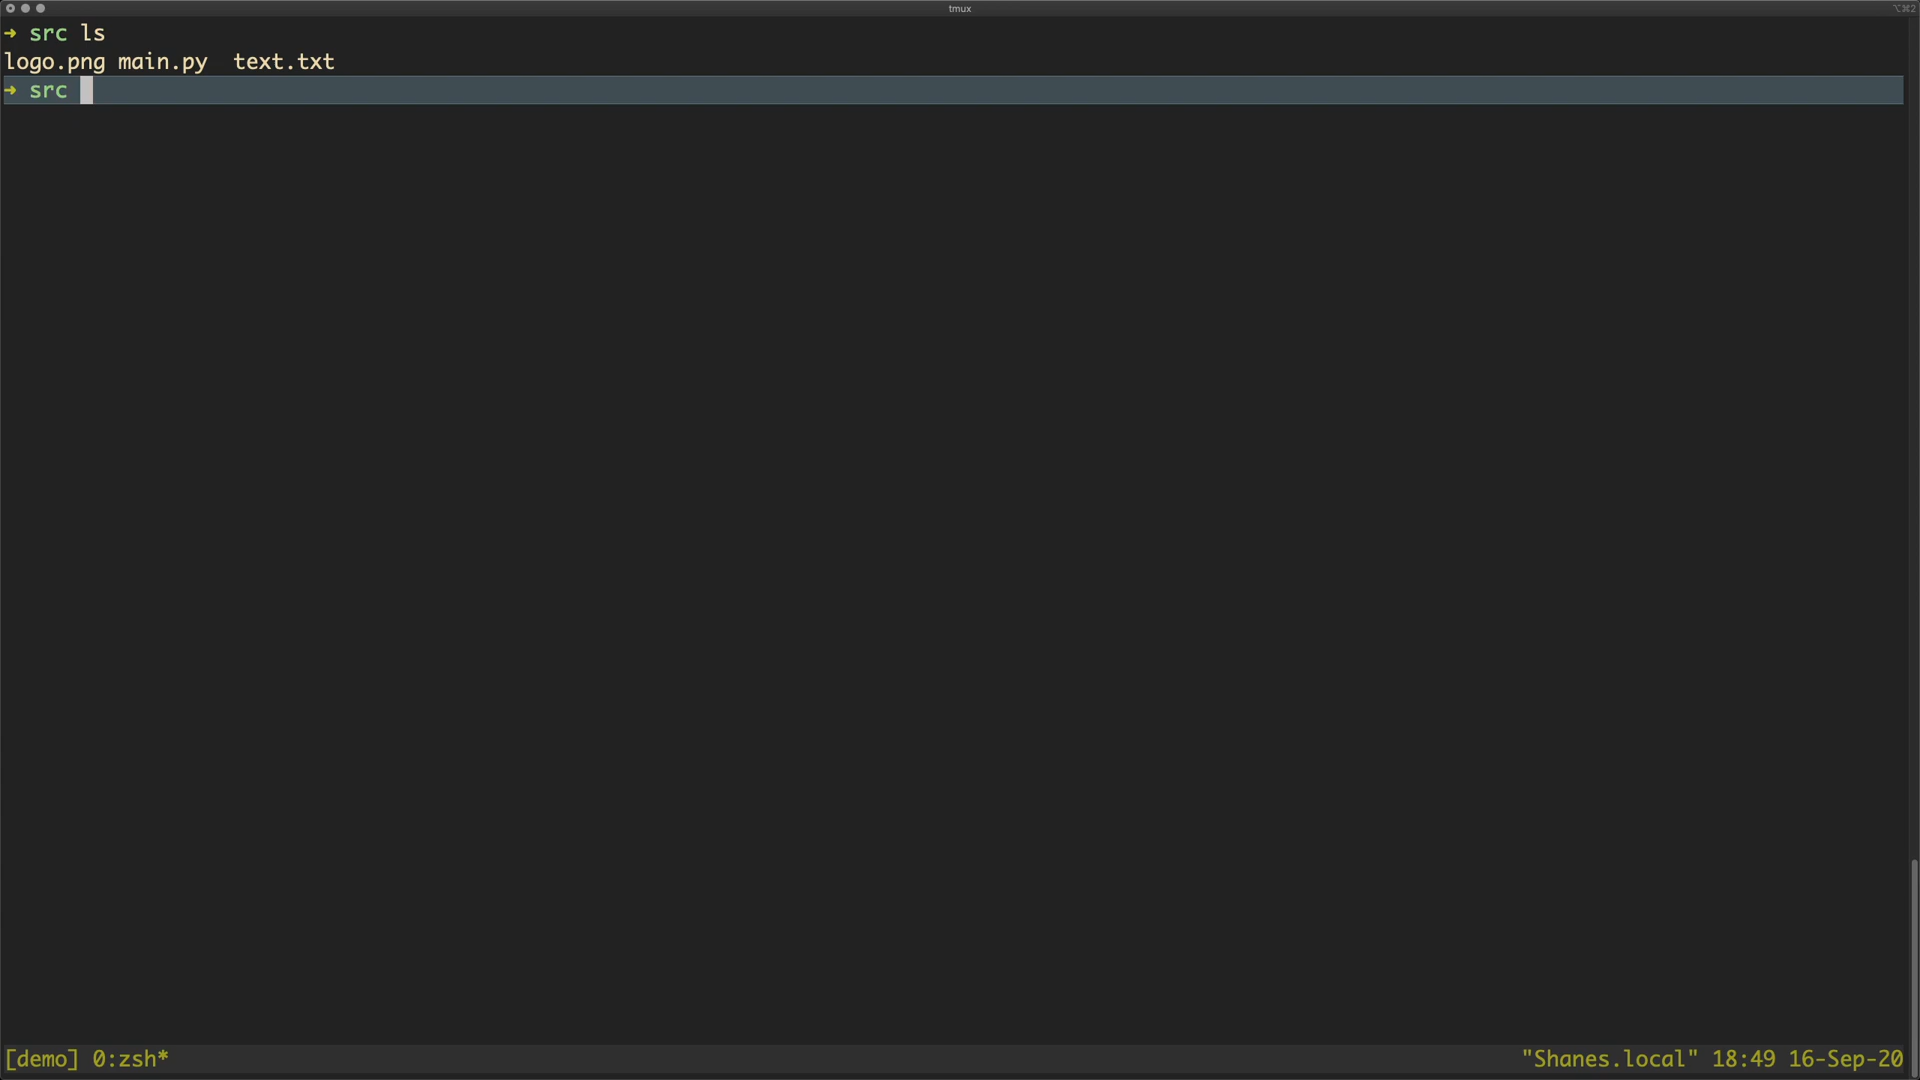 tmux
⌥⌘2
➜ src ls
logo.png main.py  text.txt
➜ src
[demo] 0:zsh*
"Shanes.local" 18:49 16-Sep-20